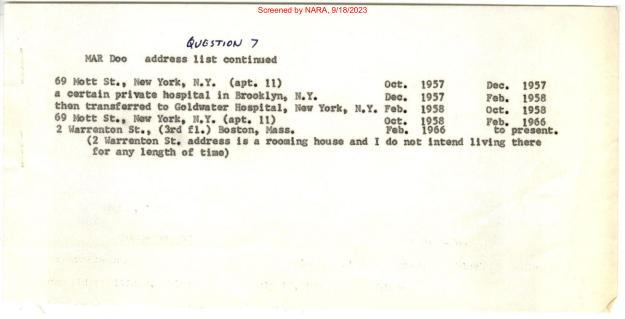 Screened by NARA, 9/18/2023
QUESTION 7
MAR Doo address list continued
69 Mott St., New York, N.Y. (apt. 11) Oct. 1957 Dec. 1957
a certain private hospital in Brooklyn, N.Y. Dec. 1957 Feb. 1958
then transferred to Goldwater Hospital, New York, N.Y. Feb. 1958 Oct. 1958
69 Mott St., New York, N.Y. (apt. 11) Oct. 1958 Feb. 1966
2 Warrenton St., (3rd fl.) Boston, Mass. Feb. 1966 to present.
(2 Warrenton St. address is a rooming house and I do not intend living there
for any length of time)